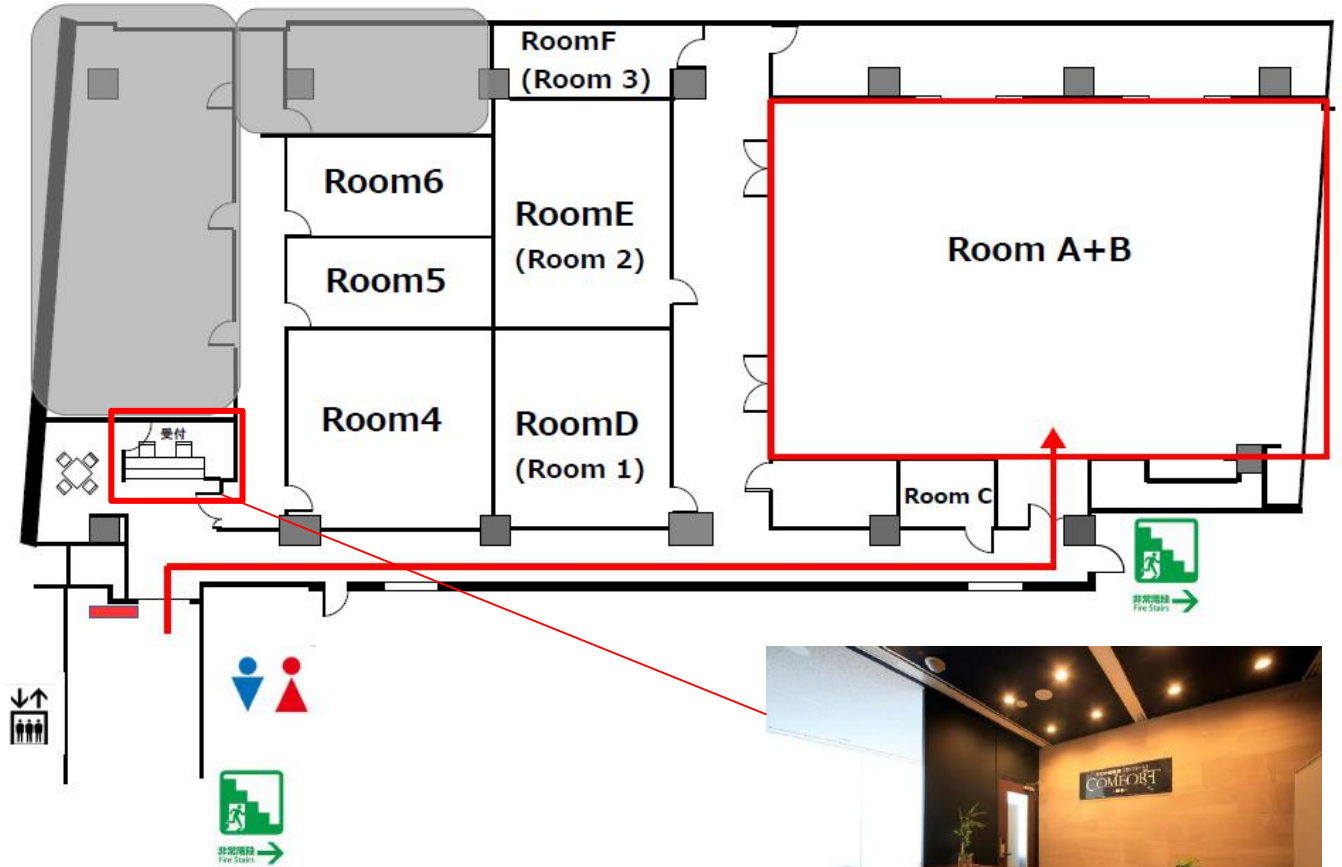 RoomF
(Room 3)
Room6
RoomE
(Room 2)
Room A+B
Room5
Room4
RoomD
(Room 1)
受付
Room C
非常階段
Fire Stairs
非常階段
Fire Stairs
COMFORT